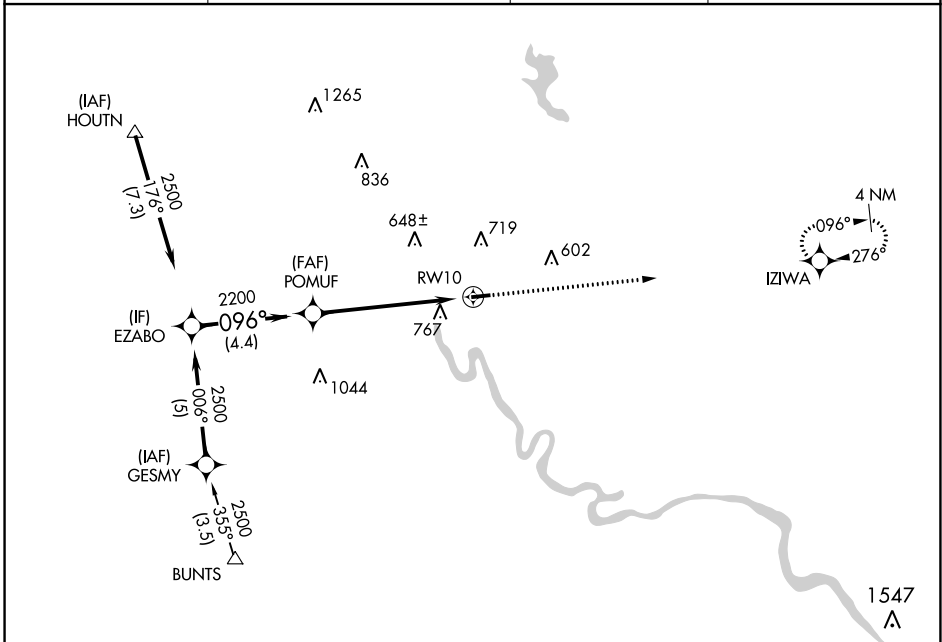 (IAF)
HOUTN
2500
176°
(7.3)
1265
836
648±
719
602
4 NM
096°
276°
IZIWA
(FAF)
POMUF
RW10
767
2200
096°
(4.4)
(IF)
EZABO
1044
2500
006°
(5)
(IAF)
GESMY
2500
355°
(3.5)
BUNTS
1547